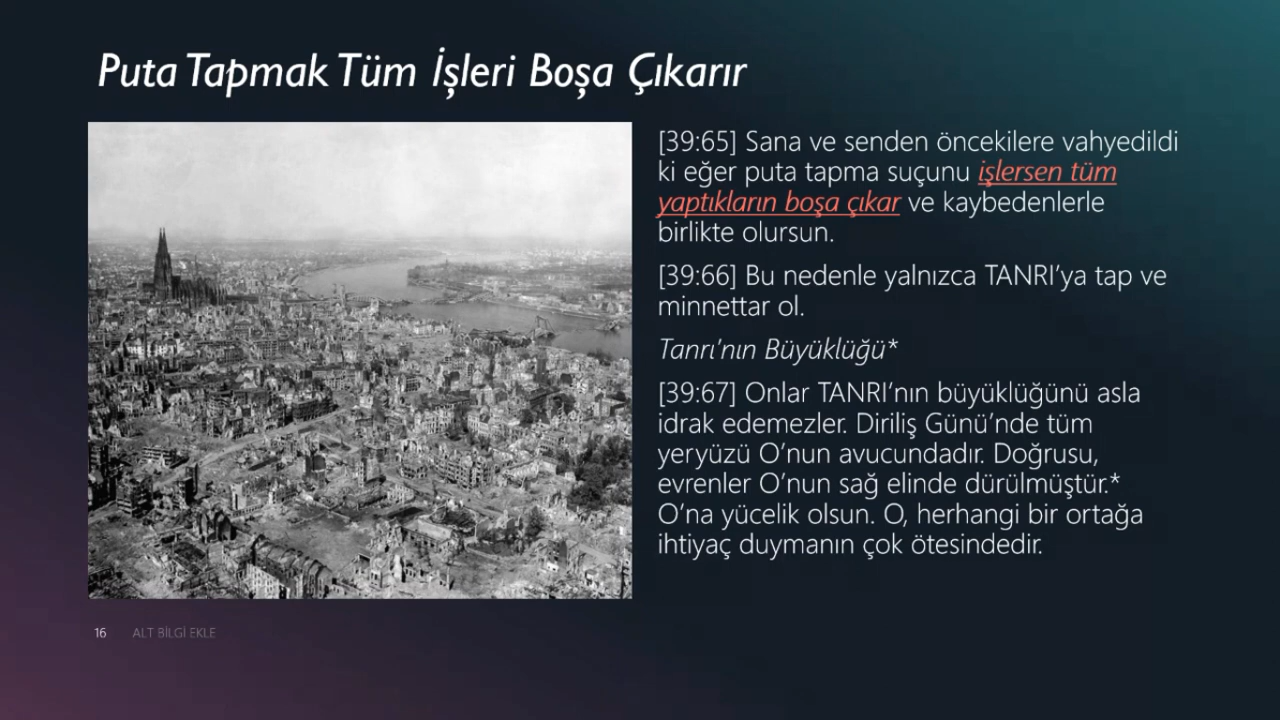 Puta Tapmak Tüm İşleri Boşa Çıkarır
[39:65] Sana ve senden öncekilere vahyedildi
ki eğer puta tapma suçunu işlersen tüm
yaptıkların boşa çıkar ve kaybedenlerle
birlikte olursun.
[39:66] Bu nedenle yalnızca TANRI’ya tap ve
minnettar ol.
Tanrı’nın Büyüklüğü*
[39:67] Onlar TANRI’nın büyüklüğünü asla
idrak edemezler. Diriliş Günü’nde tüm
yeryüzü O’nun avucundadır. Doğrusu,
evrenler O’nun sağ elinde dürülmüştür.*
O’na yücelik olsun. O, herhangi bir ortağa
ihtiyaç duymanın çok ötesindedir.
16 ALT BİLGİ EKLE